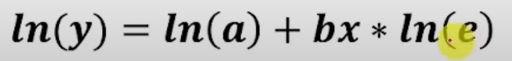 ln(y) = ln(a) + bx * ln(e)